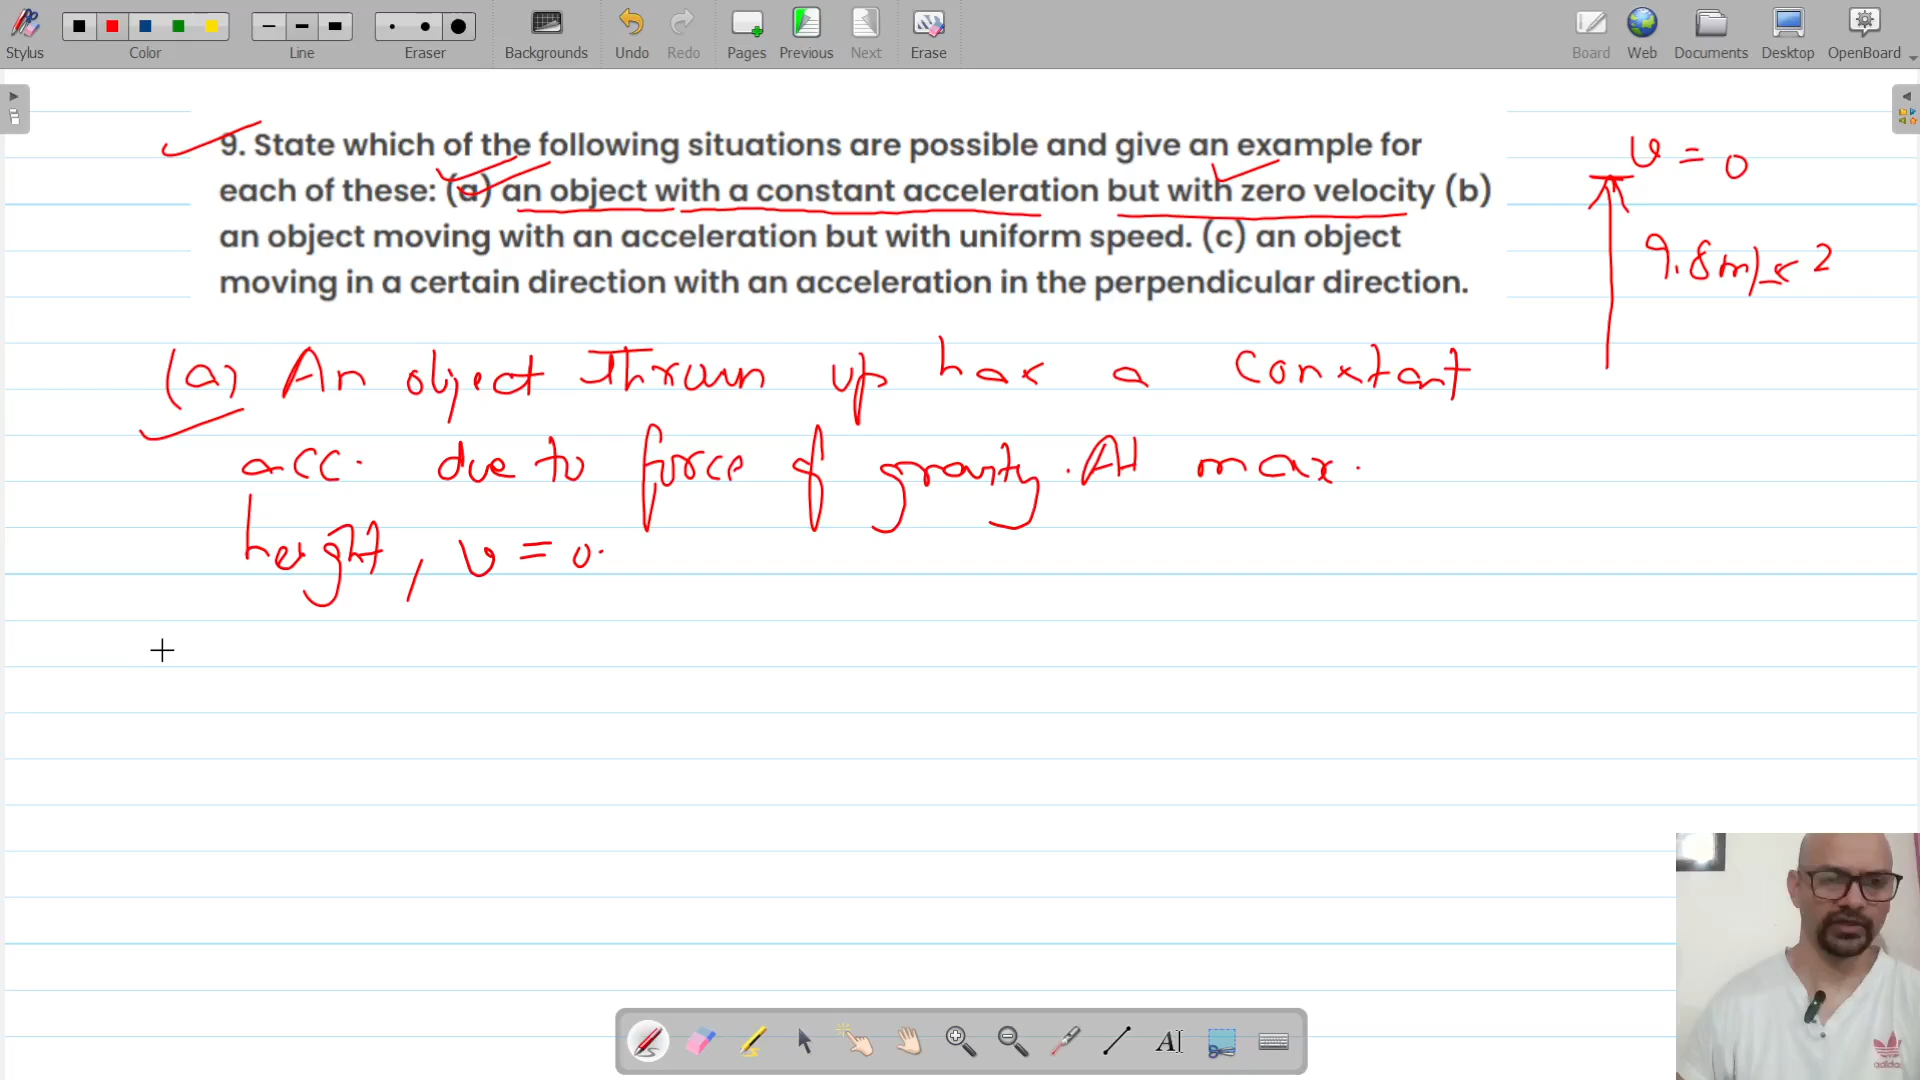 Stylus
Color
Line
Eraser
Backgrounds
Undo
Redo
Pages
Previous
Next
Erase
Board
Web
Documents
Desktop
OpenBoard
9. State which of the following situations are possible and give an example for
each of these: (a) an object with a constant acceleration but with zero velocity (b)
an object moving with an acceleration but with uniform speed. (c) an object
moving in a certain direction with an acceleration in the perpendicular direction.
v = 0
9.8m/s2
(a) An object Thrown up has a constant
acc. due to force of gravity. At max.
height, v = 0.
AI
adidas